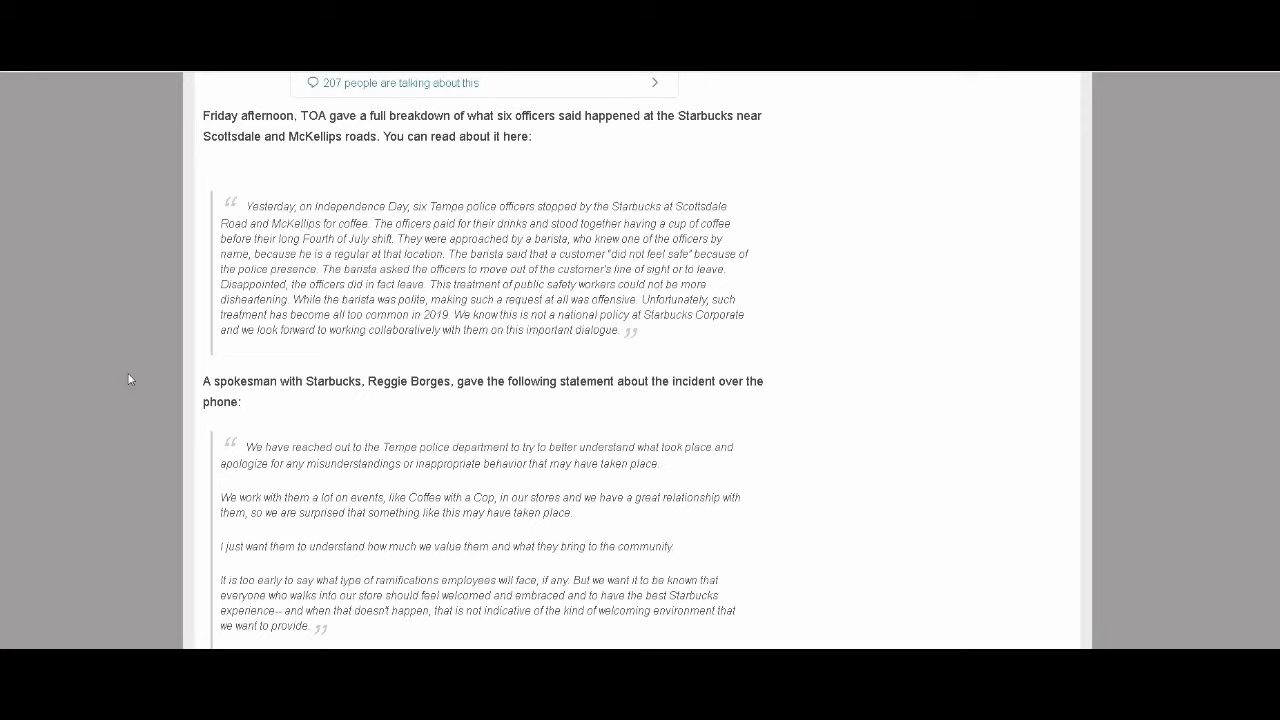 207 people are talking about this
Friday afternoon, TOA gave a full breakdown of what six officers said happened at the Starbucks near
Scottsdale and McKellips roads. You can read about it here:
“ Yesterday, on Independence Day, six Tempe police officers stopped by the Starbucks at Scottsdale
Road and McKellips for coffee. The officers paid for their drinks and stood together having a cup of coffee
before their long Fourth of July shift. They were approached by a barista, who knew one of the officers by
name, because he is a regular at that location. The barista said that a customer "did not feel safe" because of
the police presence. The barista asked the officers to move out of the customer's line of sight or to leave.
Disappointed, the officers did in fact leave. This treatment of public safety workers could not be more
disheartening. While the barista was polite, making such a request at all was offensive. Unfortunately, such
treatment has become all too common in 2019. We know this is not a national policy at Starbucks Corporate
and we look forward to working collaboratively with them on this important dialogue. ”
A spokesman with Starbucks, Reggie Borges, gave the following statement about the incident over the
phone:
“ We have reached out to the Tempe police department to try to better understand what took place and
apologize for any misunderstandings or inappropriate behavior that may have taken place.
We work with them a lot on events, like Coffee with a Cop, in our stores and we have a great relationship with
them, so we are surprised that something like this may have taken place.
I just want them to understand how much we value them and what they bring to the community.
It is too early to say what type of ramifications employees will face, if any. But we want it to be known that
everyone who walks into our store should feel welcomed and embraced and to have the best Starbucks
experience-- and when that doesn't happen, that is not indicative of the kind of welcoming environment that
we want to provide. ”